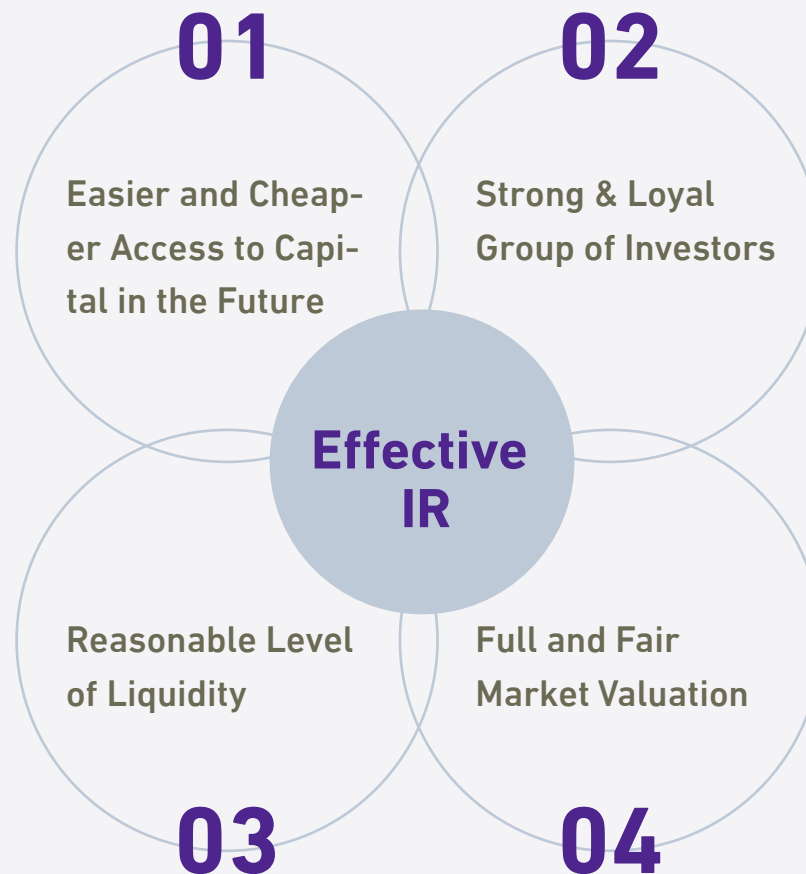 01
Easier and Cheap-
er Access to Capi-
tal in the Future
02
Strong & Loyal
Group of Investors
Effective
IR
Reasonable Level
of Liquidity
03
Full and Fair
Market Valuation
04